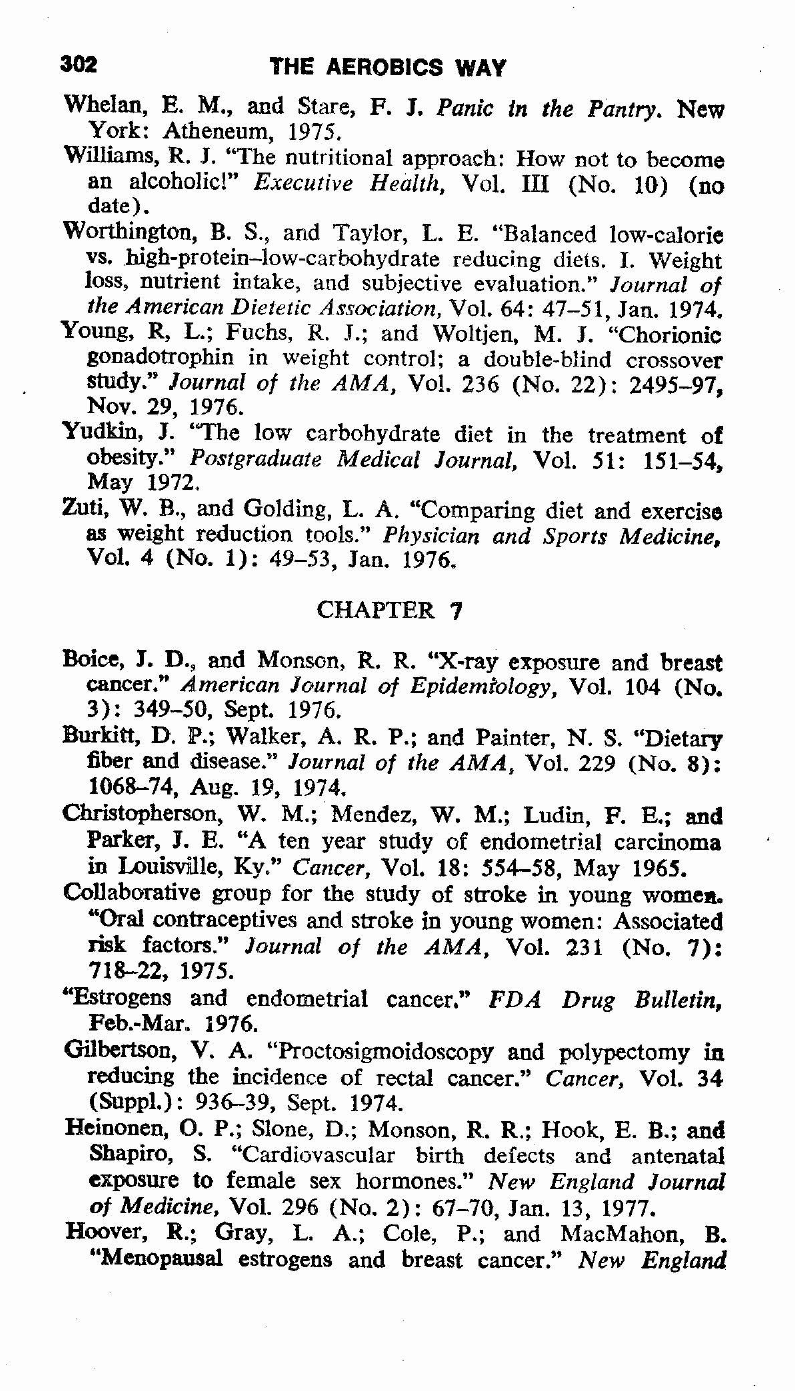 302 THE AEROBICS WAY
Whelan, E. M., and Stare, F. J. Panic in the Pantry. New
York: Atheneum, 1975.
Williams, R. J. “The nutritional approach: How not to become
an alcoholic!” Executive Health, Vol. III (No. 10) (no
date).
Worthington, B. S., and Taylor, L. E. “Balanced low-calorie
vs. high-protein–low-carbohydrate reducing diets. I. Weight
loss, nutrient intake, and subjective evaluation.” Journal of
the American Dietetic Association, Vol. 64: 47–51, Jan. 1974.
Young, R, L.; Fuchs, R. J.; and Woltjen, M. J. “Chorionic
gonadotrophin in weight control; a double-blind crossover
study.” Journal of the AMA, Vol. 236 (No. 22): 2495–97,
Nov. 29, 1976.
Yudkin, J. “The low carbohydrate diet in the treatment of
obesity.” Postgraduate Medical Journal, Vol. 51: 151–54,
May 1972.
Zuti, W. B., and Golding, L. A. “Comparing diet and exercise
as weight reduction tools.” Physician and Sports Medicine,
Vol. 4 (No. 1): 49–53, Jan. 1976.
CHAPTER 7
Boice, J. D., and Monson, R. R. “X-ray exposure and breast
cancer.” American Journal of Epidemiology, Vol. 104 (No.
3): 349–50, Sept. 1976.
Burkitt, D. P.; Walker, A. R. P.; and Painter, N. S. “Dietary
fiber and disease.” Journal of the AMA, Vol. 229 (No. 8):
1068–74, Aug. 19, 1974.
Christopherson, W. M.; Mendez, W. M.; Ludin, F. E.; and
Parker, J. E. “A ten year study of endometrial carcinoma
in Louisville, Ky.” Cancer, Vol. 18: 554–58, May 1965.
Collaborative group for the study of stroke in young women.
“Oral contraceptives and stroke in young women: Associated
risk factors.” Journal of the AMA, Vol. 231 (No. 7):
718–22, 1975.
“Estrogens and endometrial cancer.” FDA Drug Bulletin,
Feb.-Mar. 1976.
Gilbertson, V. A. “Proctosigmoidoscopy and polypectomy in
reducing the incidence of rectal cancer.” Cancer, Vol. 34
(Suppl.): 936–39, Sept. 1974.
Heinonen, O. P.; Slone, D.; Monson, R. R.; Hook, E. B.; and
Shapiro, S. “Cardiovascular birth defects and antenatal
exposure to female sex hormones.” New England Journal
of Medicine, Vol. 296 (No. 2): 67–70, Jan. 13, 1977.
Hoover, R.; Gray, L. A.; Cole, P.; and MacMahon, B.
“Menopausal estrogens and breast cancer.” New England